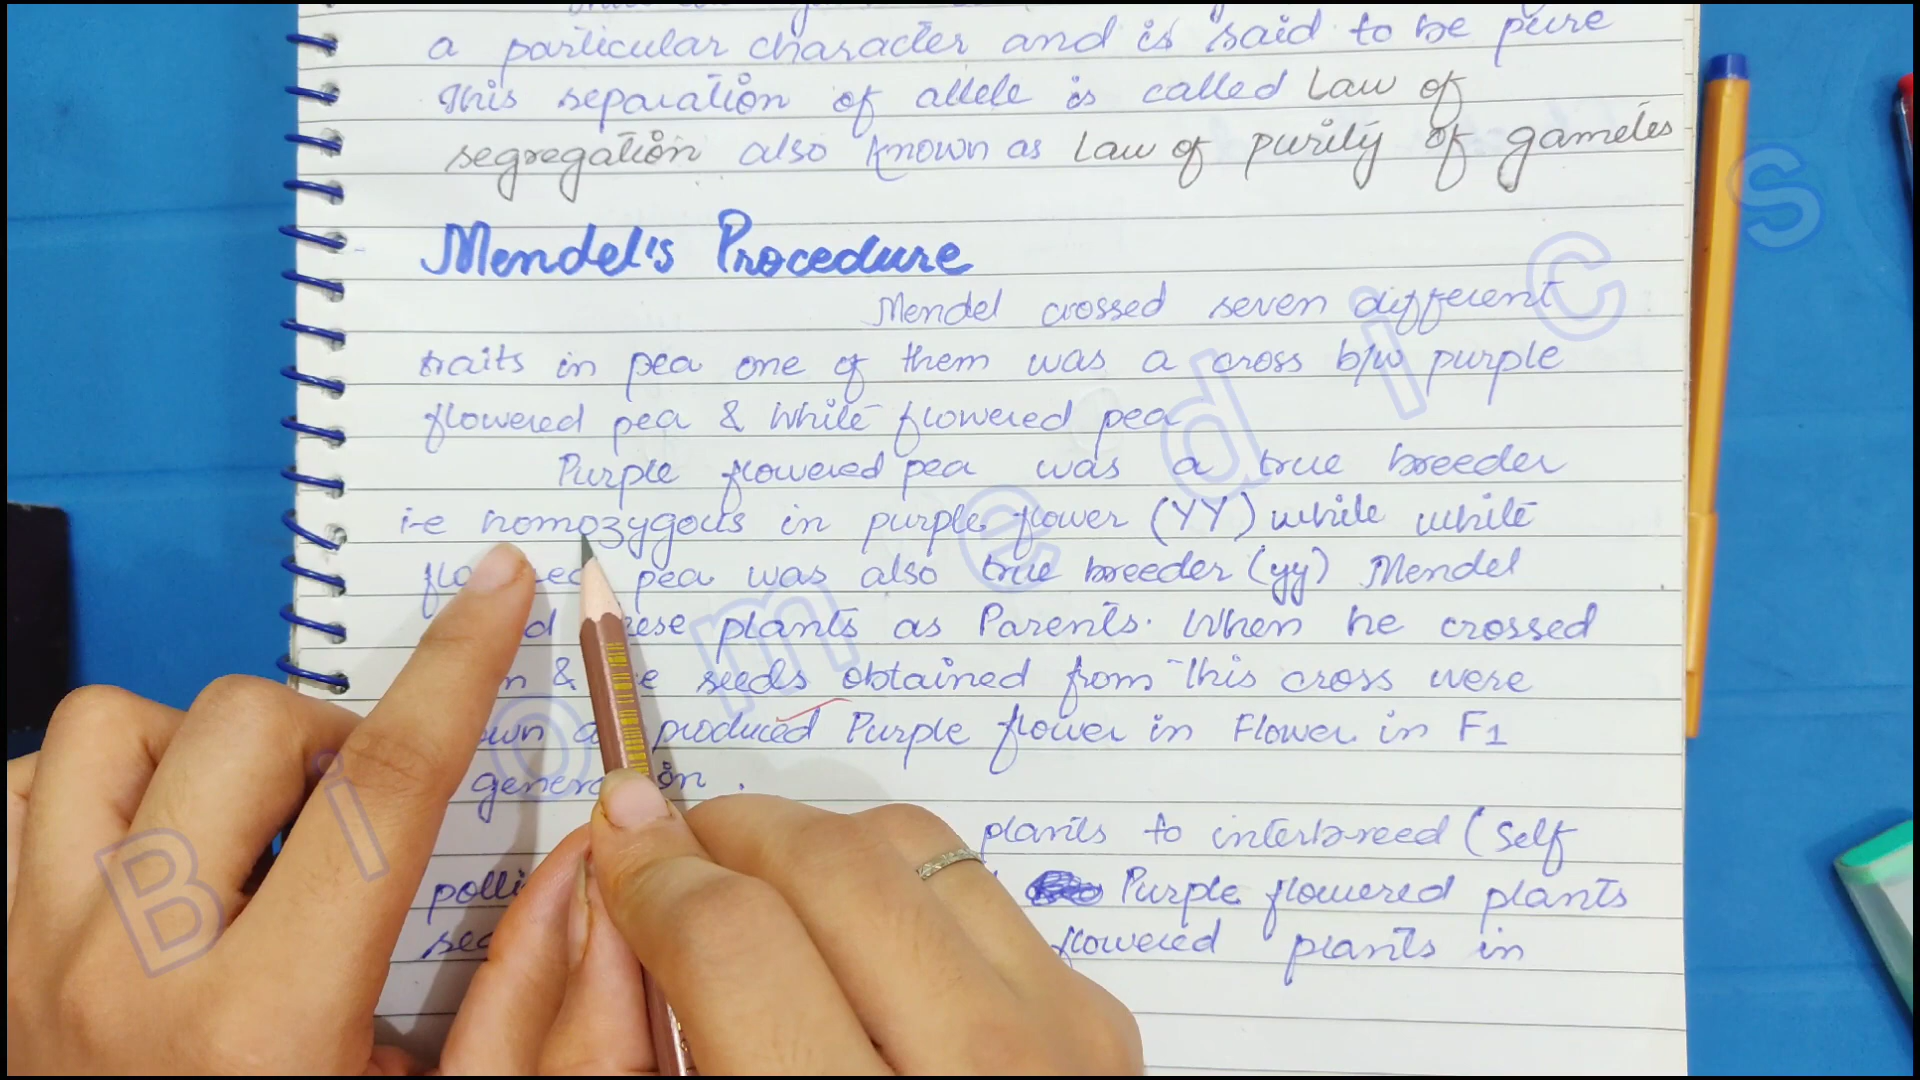 a particular character and is said to be pure
This separation of allele is called Law of
segregation also known as Law of purity of gametes
Mendel's Procedure
Mendel crossed seven different
traits in pea one of them was a cross b/w purple
flowered pea & white flowered pea
Purple flowered pea was a true breeder
i-e homozygous in purple flower (YY) while white
pea was also true breeder (yy) Mendel
plants as Parents. When he crossed
& seeds obtained from this cross were
produced Purple flower in Flower in F1
generation.
plants to interbreed (Self
Purple flowered plants
flowered plants in
Biomedics